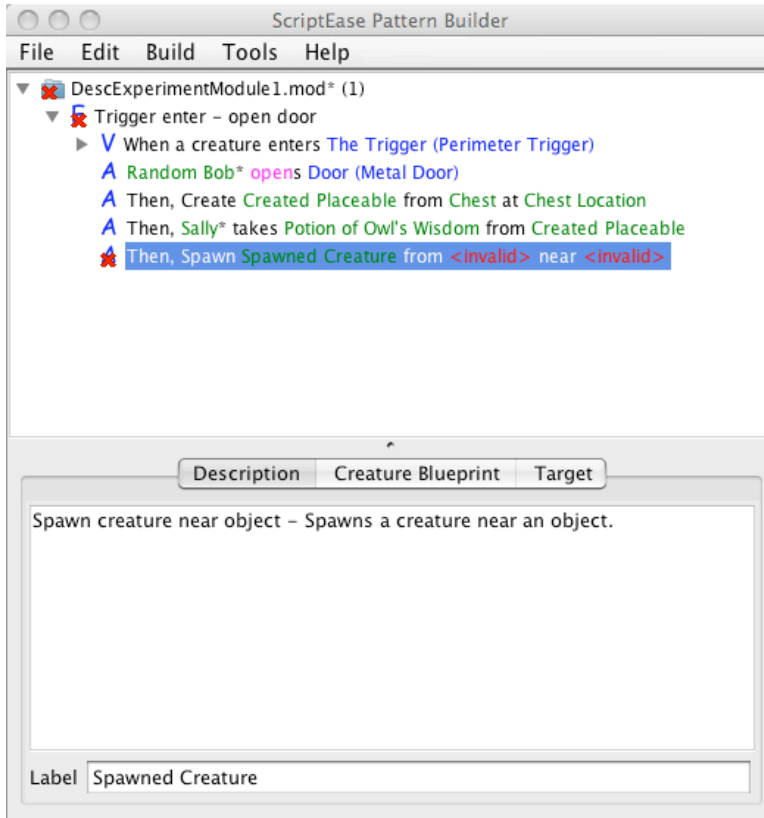 ScriptEase Pattern Builder
File Edit Build Tools Help
DescExperimentModule1.mod* (1)
Trigger enter – open door
V When a creature enters The Trigger (Perimeter Trigger)
A Random Bob* opens Door (Metal Door)
A Then, Create Created Placeable from Chest at Chest Location
A Then, Sally* takes Potion of Owl's Wisdom from Created Placeable
A Then, Spawn Spawned Creature from <invalid> near <invalid>
Description Creature Blueprint Target
Spawn creature near object – Spawns a creature near an object.
Label Spawned Creature